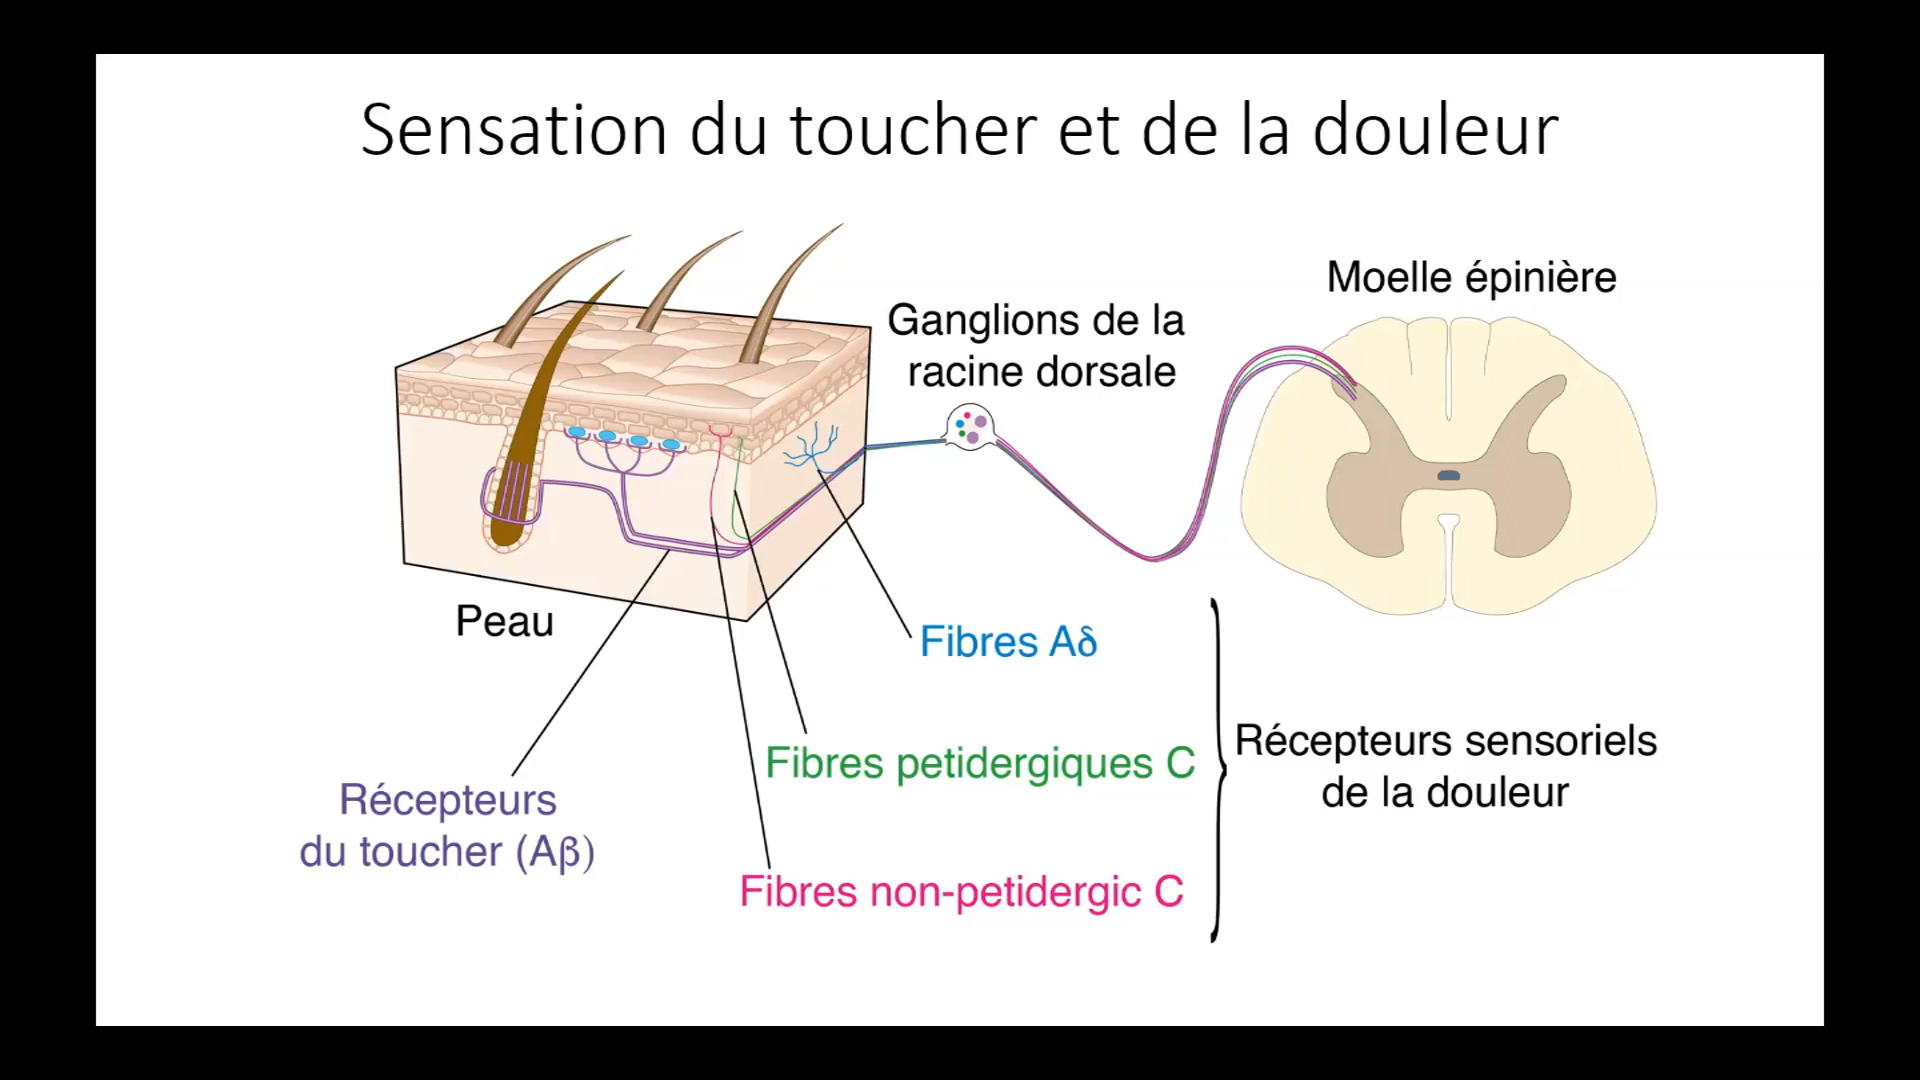 Sensation du toucher et de la douleur
Moelle épinière
Ganglions de la
racine dorsale
Peau
Fibres Aδ
Fibres petidergiques C
Récepteurs sensoriels
de la douleur
Récepteurs
du toucher (Aβ)
Fibres non-petidergic C